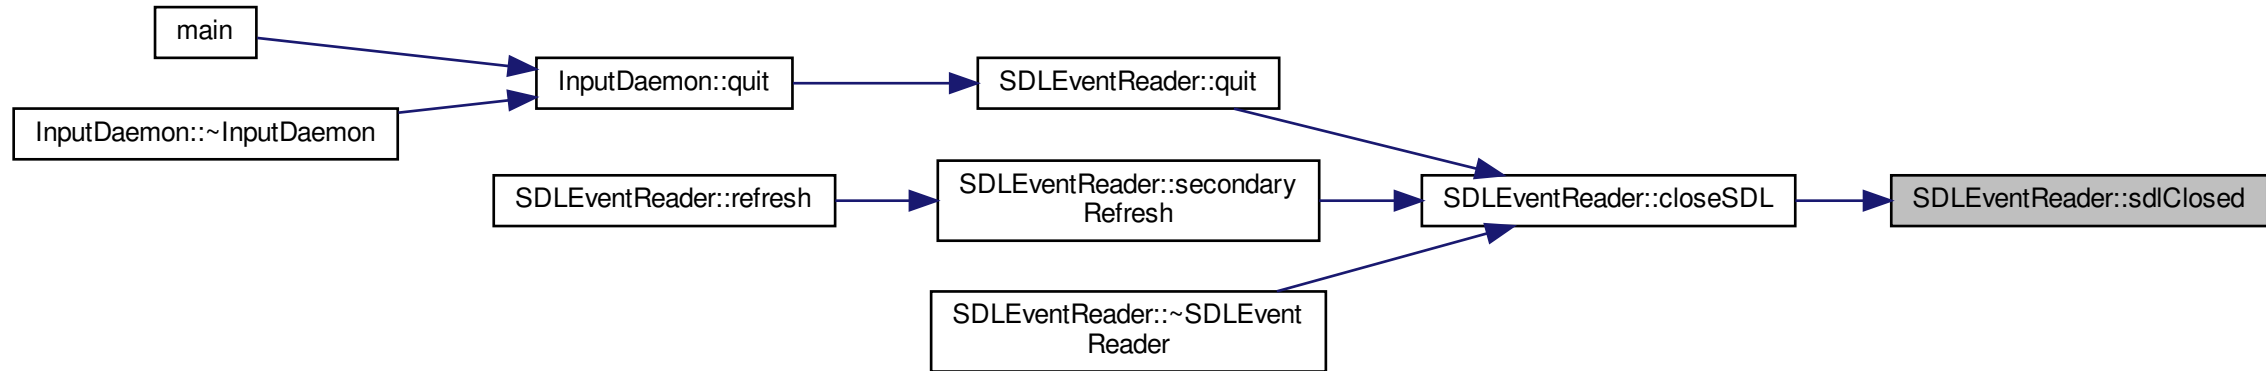 main
InputDaemon::~InputDaemon
InputDaemon::quit
SDLEventReader::quit
SDLEventReader::refresh
SDLEventReader::secondary
Refresh
SDLEventReader::~SDLEvent
Reader
SDLEventReader::closeSDL
SDLEventReader::sdlClosed